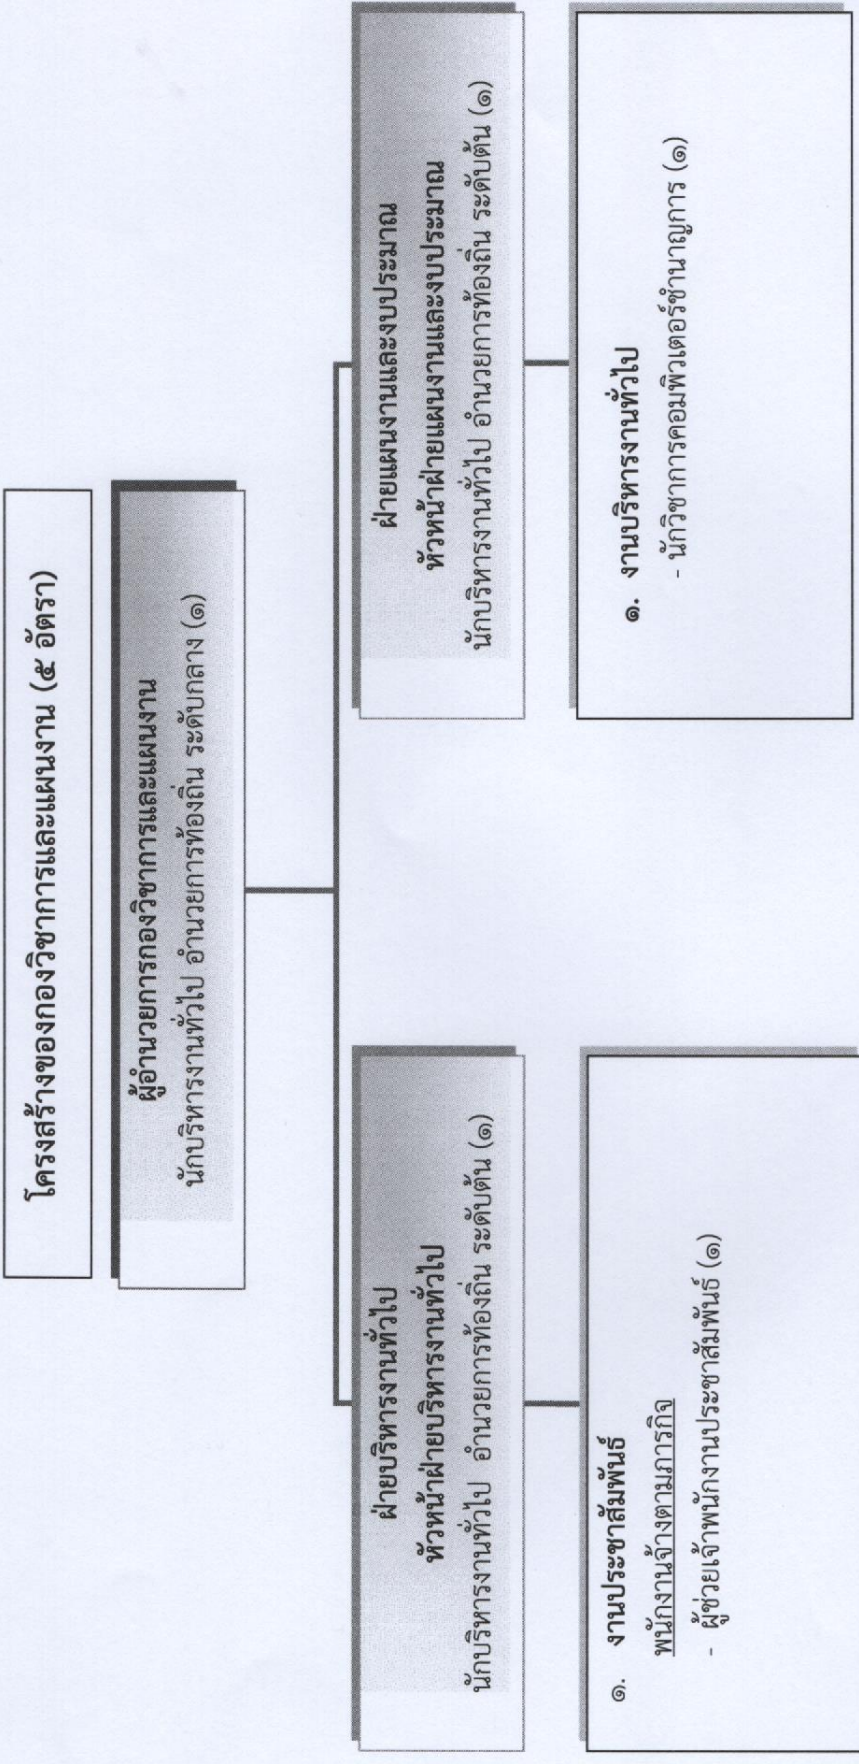 โครงสร้างของกองวิชาการและแผนงาน (๕ อัตรา)
ผู้อำนวยการกองวิชาการและแผนงาน
นักบริหารงานทั่วไป อำนวยการท้องถิ่น ระดับกลาง (๑)
ฝ่ายบริหารงานทั่วไป
หัวหน้าฝ่ายบริหารงานทั่วไป
นักบริหารงานทั่วไป อำนวยการท้องถิ่น ระดับต้น (๑)
๑. งานประชาสัมพันธ์
พนักงานจ้างตามภารกิจ
- ผู้ช่วยเจ้าพนักงานประชาสัมพันธ์ (๑)
ฝ่ายแผนงานและงบประมาณ
หัวหน้าฝ่ายแผนงานและงบประมาณ
นักบริหารงานทั่วไป อำนวยการท้องถิ่น ระดับต้น (๑)
๑. งานบริหารงานทั่วไป
- นักวิชาการคอมพิวเตอร์ชำนาญการ (๑)